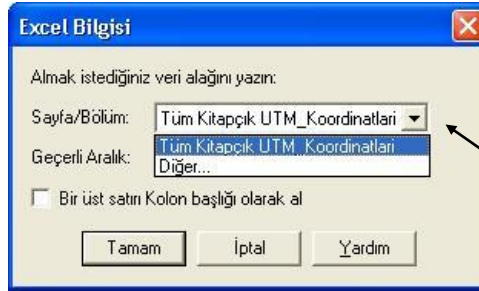 Excel Bilgisi
Almak istediğiniz veri alağını yazın:
Sayfa/Bölüm: Tüm Kitapçık UTM_Koordinatlari
Tüm Kitapçık UTM_Koordinatlari
Geçerli Aralık: Diğer...
Bir üst satırı Kolon başlığı olarak al
Tamam İptal Yardım